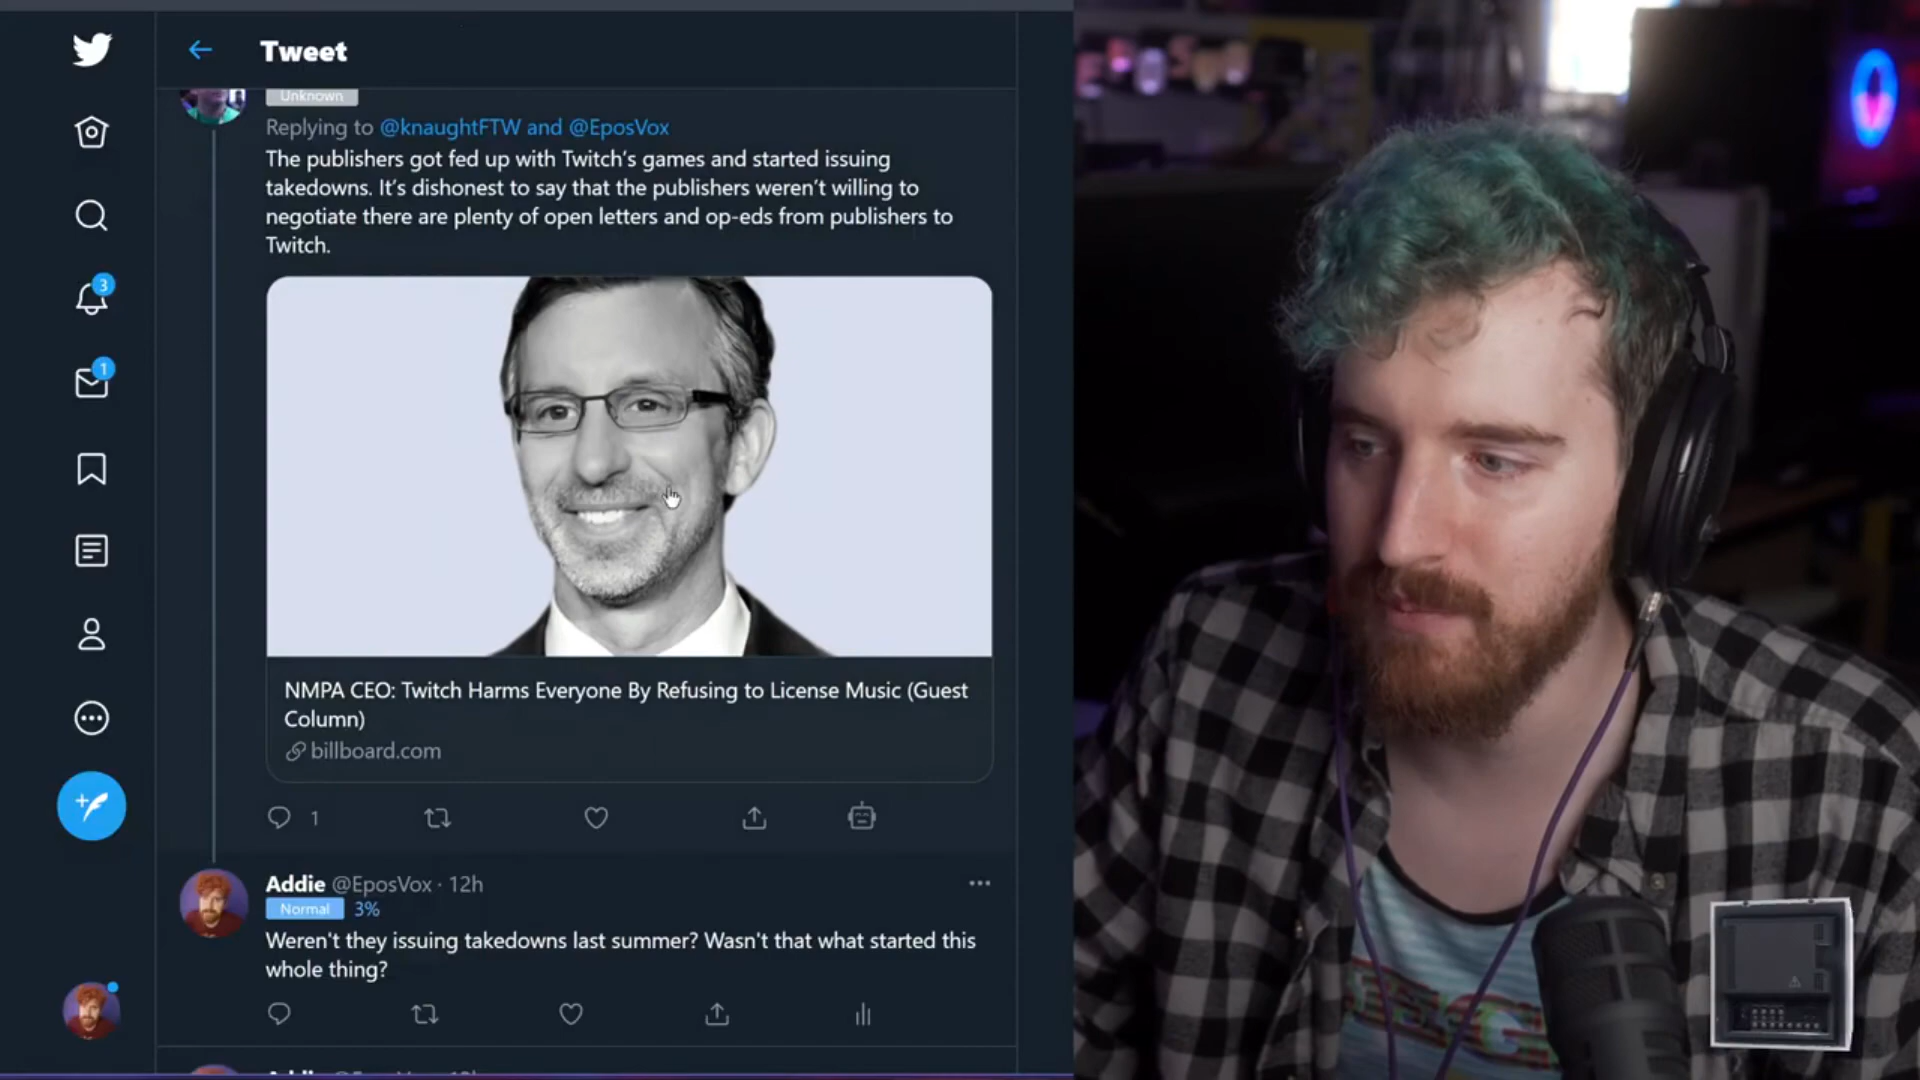 Tweet
Unknown
Replying to @knaughtFTW and @EposVox
The publishers got fed up with Twitch's games and started issuing
takedowns. It's dishonest to say that the publishers weren't willing to
negotiate there are plenty of open letters and op-eds from publishers to
Twitch.
3
1
NMPA CEO: Twitch Harms Everyone By Refusing to License Music (Guest
Column)
billboard.com
1
Addie @EposVox · 12h
Normal 3%
Weren't they issuing takedowns last summer? Wasn't that what started this
whole thing?